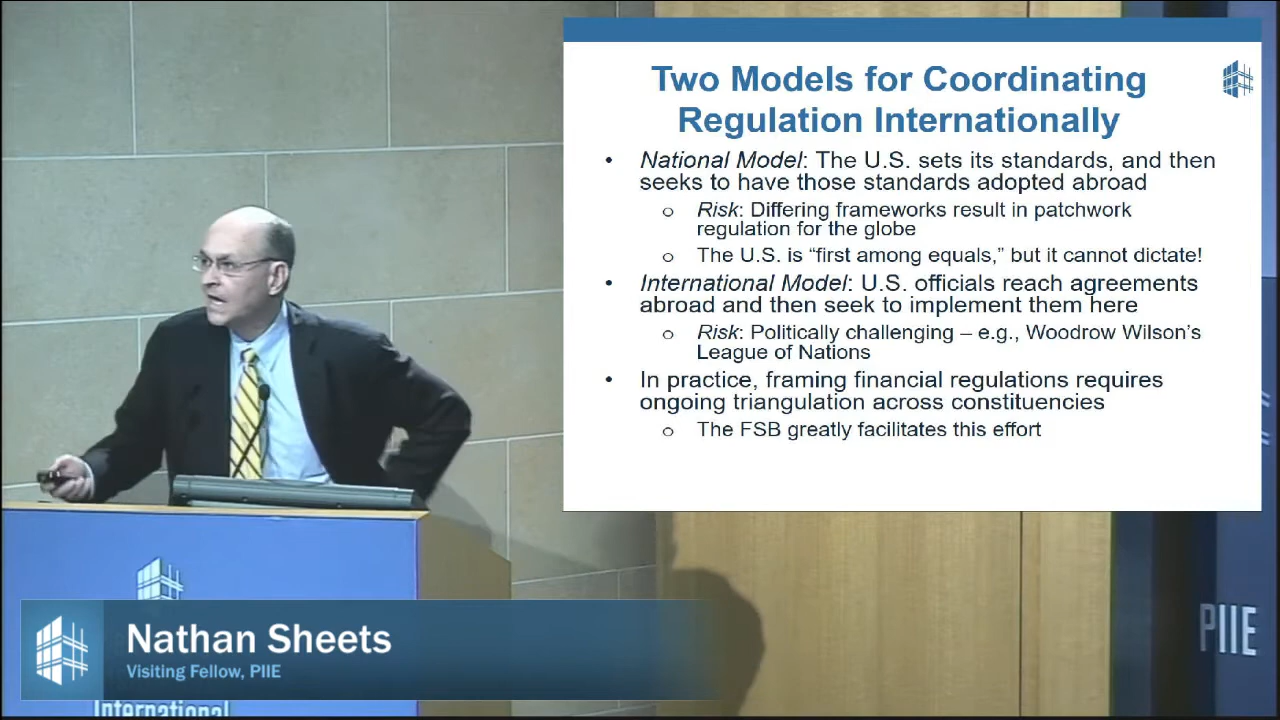 Two Models for Coordinating
Regulation Internationally
• National Model: The U.S. sets its standards, and then
seeks to have those standards adopted abroad
o Risk: Differing frameworks result in patchwork
regulation for the globe
o The U.S. is “first among equals,” but it cannot dictate!
• International Model: U.S. officials reach agreements
abroad and then seek to implement them here
o Risk: Politically challenging – e.g., Woodrow Wilson’s
League of Nations
• In practice, framing financial regulations requires
ongoing triangulation across constituencies
o The FSB greatly facilitates this effort
PIIE
Nathan Sheets
Visiting Fellow, PIIE
International